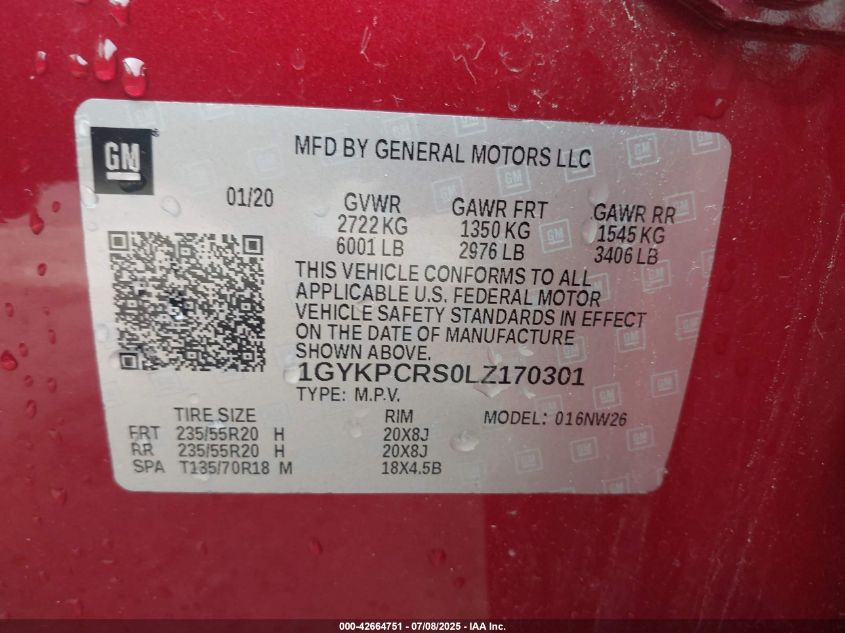 GM ®
MFD BY GENERAL MOTORS LLC
01/20
GVWR GAWR FRT GAWR RR
2722 KG 1350 KG 1545 KG
6001 LB 2976 LB 3406 LB
THIS VEHICLE CONFORMS TO ALL
APPLICABLE U.S. FEDERAL MOTOR
VEHICLE SAFETY STANDARDS IN EFFECT
ON THE DATE OF MANUFACTURE
SHOWN ABOVE.
1GYKPCRS0LZ170301
TYPE: M.P.V.
TIRE SIZE RIM MODEL: 016NW26
FRT 235/55R20 H 20X8J
RR 235/55R20 H 20X8J
SPA T135/70R18 M 18X4.5B
000-42664751 - 07/08/2025 - IAA Inc.